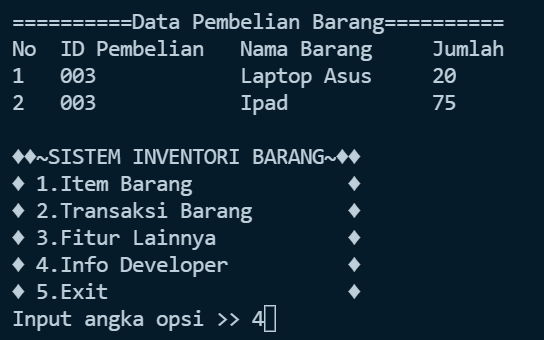 ==========Data Pembelian Barang==========
No  ID Pembelian   Nama Barang     Jumlah
1   003            Laptop Asus     20
2   003            Ipad            75
♦♦~SISTEM INVENTORI BARANG~♦♦
♦ 1.Item Barang             ♦
♦ 2.Transaksi Barang        ♦
♦ 3.Fitur Lainnya           ♦
♦ 4.Info Developer          ♦
♦ 5.Exit                    ♦
Input angka opsi >> 4